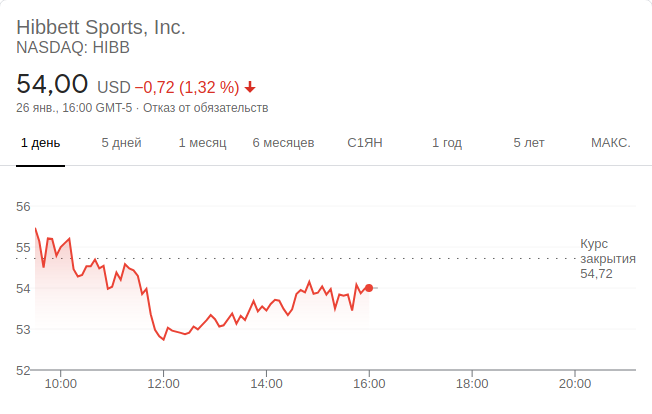 Hibbett Sports, Inc.
NASDAQ: HIBB
54,00 USD −0,72 (1,32 %)
26 янв., 16:00 GMT-5 · Отказ от обязательств
1 день 5 дней 1 месяц 6 месяцев С1ЯН 1 год 5 лет МАКС.
56
55
54
53
52
Курс
закрытия
54,72
10:00 12:00 14:00 16:00 18:00 20:00